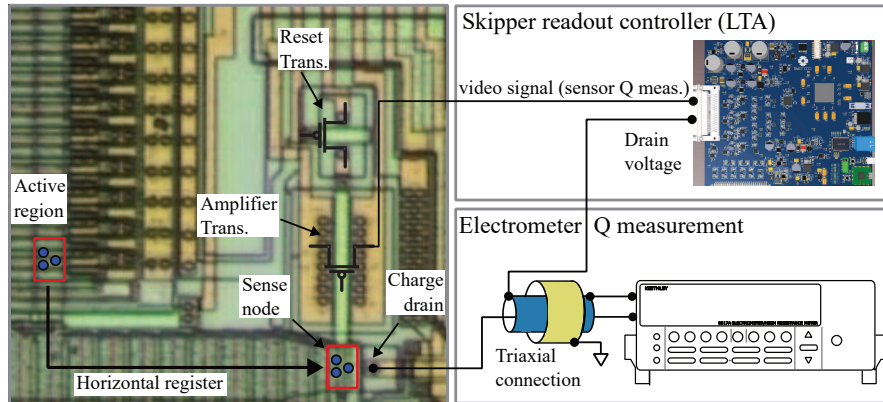 Reset
Trans.
Active
region
Amplifier
Trans.
Sense
node
Charge
drain
Horizontal register
Skipper readout controller (LTA)
video signal (sensor Q meas.)
Drain
voltage
Electrometer Q measurement
KEITHLEY
Triaxial
connection